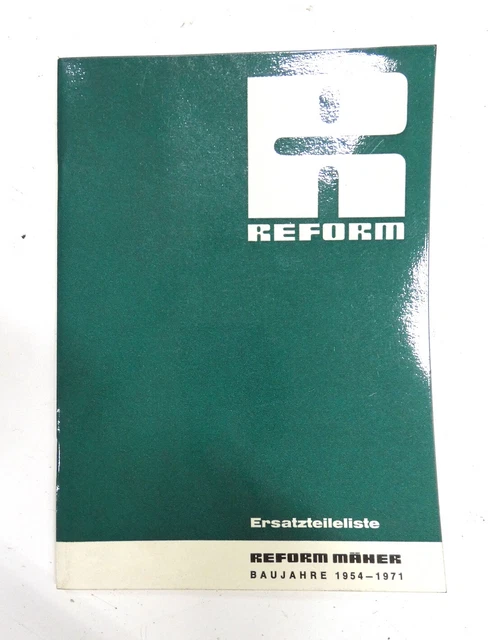 R
REFORM
Ersatzteileliste
REFORM MÄHER
BAUJAHRE 1954-1971